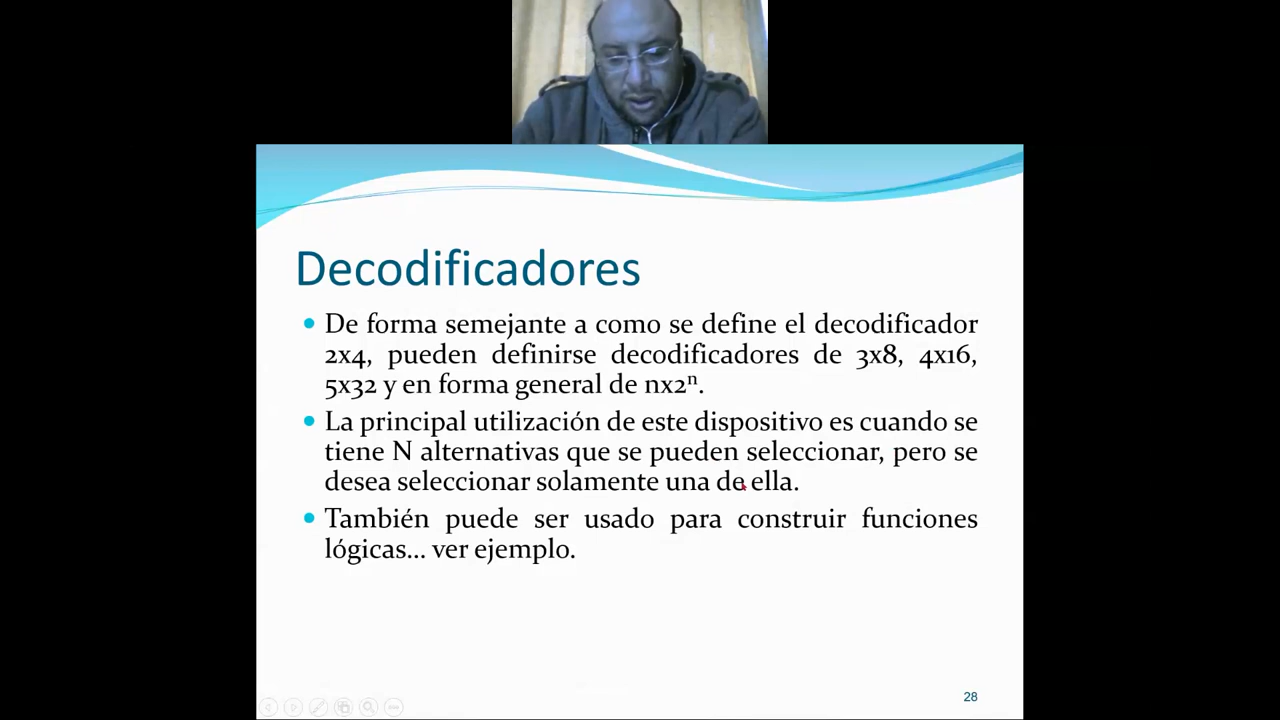 Decodificadores
De forma semejante a como se define el decodificador
2x4, pueden definirse decodificadores de 3x8, 4x16,
5x32 y en forma general de nx2ⁿ.
La principal utilización de este dispositivo es cuando se
tiene N alternativas que se pueden seleccionar, pero se
desea seleccionar solamente una de ella.
También puede ser usado para construir funciones
lógicas... ver ejemplo.
28